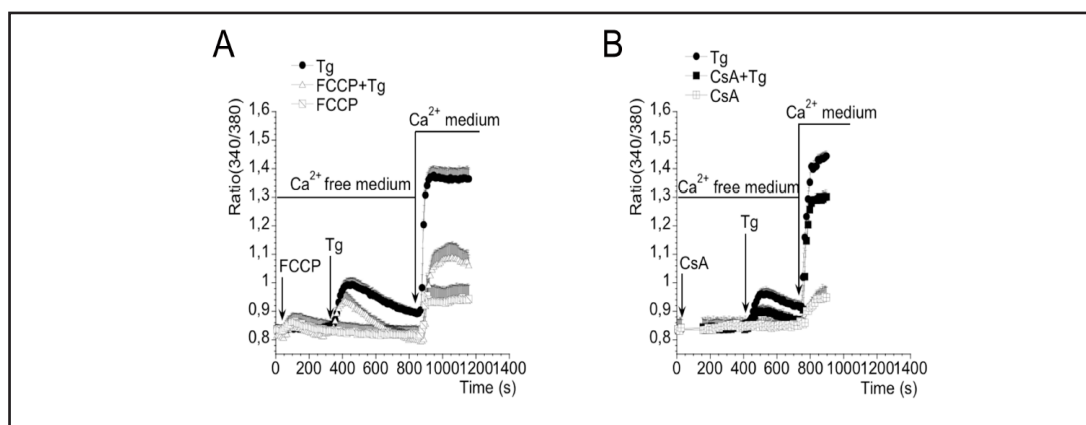 A
Tg
FCCP+Tg
FCCP
Ratio(340/380)
1,6
1,5
1,4
1,3
1,2
1,1
1
0,9
0,8
Ca²⁺ medium
Ca²⁺ free medium
Tg
FCCP
0 200 400 600 800 1000 1200 1400
Time (s)
B
Tg
CsA+Tg
CsA
Ratio(340/380)
1,6
1,5
1,4
1,3
1,2
1,1
1
0,9
0,8
Ca²⁺ medium
Ca²⁺ free medium
Tg
CsA
0 200 400 600 800 1000 1200 1400
Time (s)